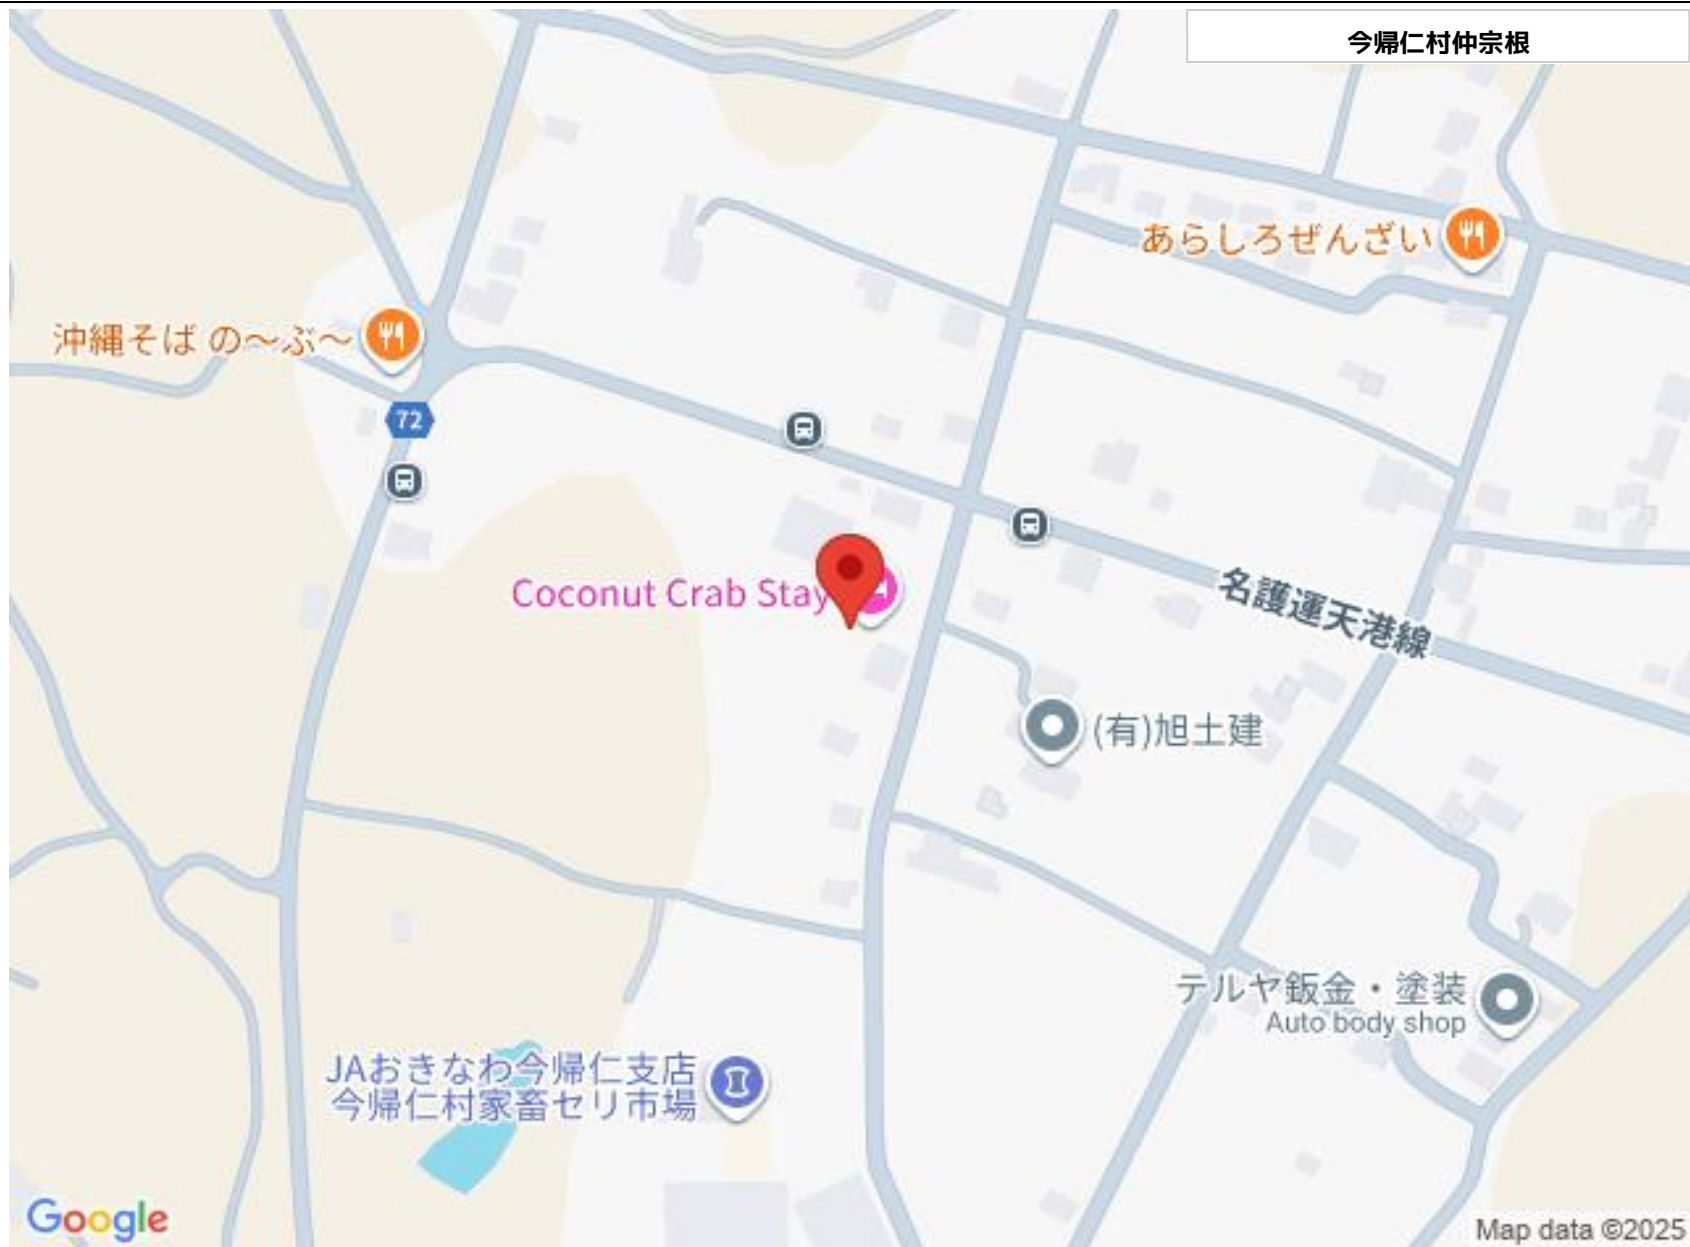 今帰仁村仲宗根
あらしろぜんざい
沖縄そば の〜ぶ〜
72
Coconut Crab Stay
名護運天港線
(有)旭土建
テルヤ鈑金・塗装
Auto body shop
JAおきなわ今帰仁支店
今帰仁村家畜セリ市場
Google
Map data ©2025